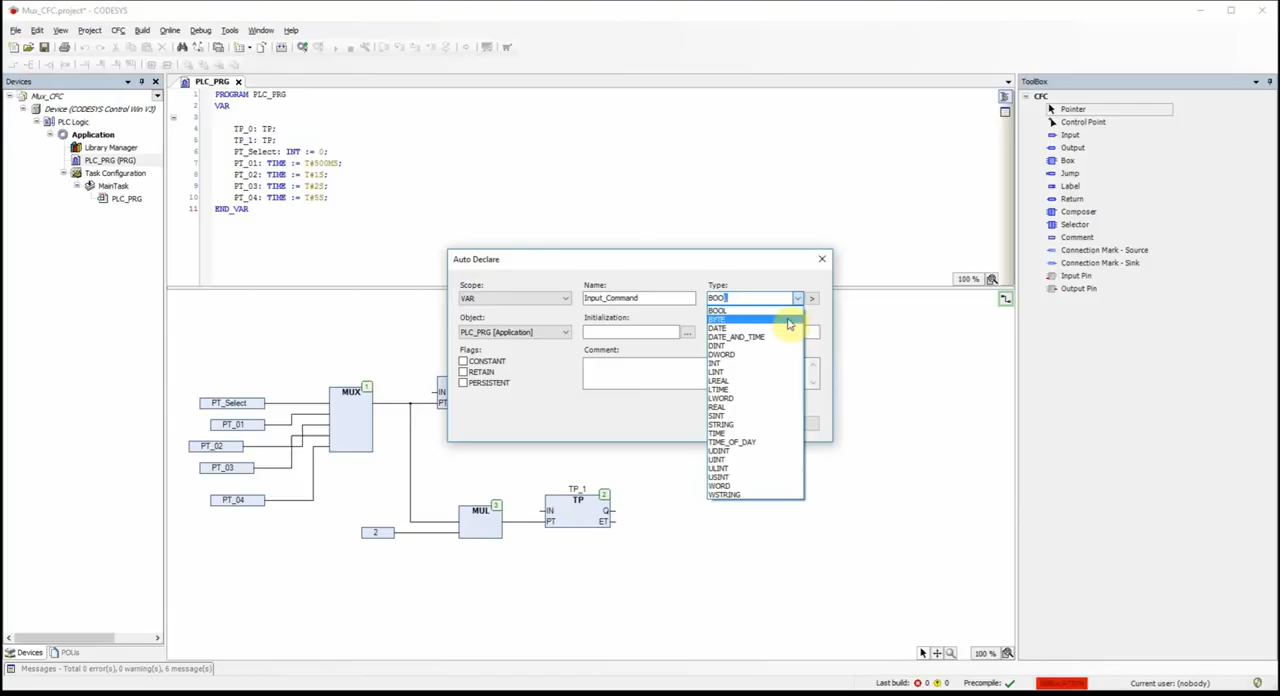 Mux_CFC.project* - CODESYS
File Edit View Project CFC Build Online Debug Tools Window Help
Devices
Mux_CFC
Device (CODESYS Control Win V3)
PLC Logic
Application
Library Manager
PLC_PRG (PRG)
Task Configuration
MainTask
PLC_PRG
PLC_PRG
1 PROGRAM PLC_PRG
2 VAR
3
4 TP_0: TP;
5 TP_1: TP;
6 PT_Select: INT := 0;
7 PT_01: TIME := T#500MS;
8 PT_02: TIME := T#1S;
9 PT_03: TIME := T#2S;
10 PT_04: TIME := T#5S;
11 END_VAR
100 %
Auto Declare
Scope: Name: Type:
VAR Input_Command BOOL
Object: Initialization:
PLC_PRG [Application] ...
Flags: Comment:
CONSTANT
RETAIN
PERSISTENT
BOOL
BYTE
DATE
DATE_AND_TIME
DINT
DWORD
INT
LINT
LREAL
LTIME
LWORD
REAL
SINT
STRING
TIME
TIME_OF_DAY
UDINT
UINT
ULINT
USINT
WORD
WSTRING
MUX 1
PT_Select
PT_01
PT_02
PT_03
PT_04
IN
PT
MUL 3
2
TP_1
TP 2
IN Q
PT ET
100 %
ToolBox
CFC
Pointer
Control Point
Input
Output
Box
Jump
Label
Return
Composer
Selector
Comment
Connection Mark - Source
Connection Mark - Sink
Input Pin
Output Pin
Devices POUs
Messages - Total 0 error(s), 0 warning(s), 6 message(s)
Last build: 0 0 Precompile: Current user: (nobody)